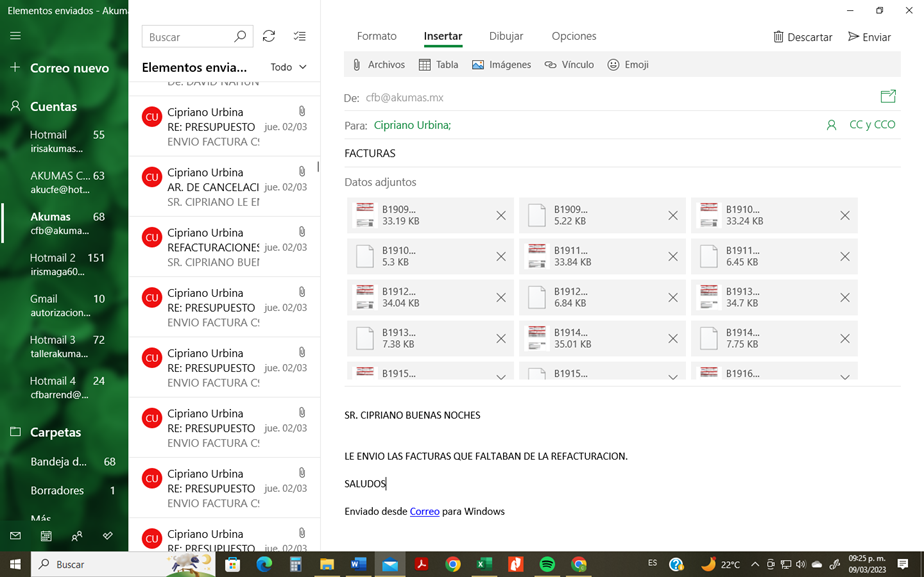 Elementos enviados - Akuma
Correo nuevo
Cuentas
Hotmail 55
irisakumas...
AKUMAS C... 63
akucfe@hot...
Akumas 68
cfb@akuma...
Hotmail 2 151
irismaga60...
Gmail 10
autorizacion...
Hotmail 3 72
tallerakuma...
Hotmail 4 24
cfbarrend@...
Carpetas
Bandeja d... 68
Borradores 1
Más
Buscar
Elementos envia... Todo
De: DAVID NAHUN
CU Cipriano Urbina
RE: PRESUPUESTO jue. 02/03
ENVIO FACTURA CS
CU Cipriano Urbina
AR. DE CANCELACI jue. 02/03
SR. CIPRIANO LE EN
CU Cipriano Urbina
REFACTURACIONES jue. 02/03
SR. CIPRIANO BUEN
CU Cipriano Urbina
RE: PRESUPUESTO jue. 02/03
ENVIO FACTURA CS
CU Cipriano Urbina
RE: PRESUPUESTO jue. 02/03
ENVIO FACTURA CS
CU Cipriano Urbina
RE: PRESUPUESTO jue. 02/03
ENVIO FACTURA CS
CU Cipriano Urbina
RE: PRESUPUESTO jue. 02/03
ENVIO FACTURA CS
CU Cipriano Urbina
RE: PRESUPUESTO jue. 02/03
Formato Insertar Dibujar Opciones Descartar Enviar
Archivos Tabla Imágenes Vínculo Emoji
De: cfb@akumas.mx
Para: Cipriano Urbina; CC y CCO
FACTURAS
Datos adjuntos
B1909... B1909... B1910...
33.19 KB 5.22 KB 33.24 KB
B1910... B1911... B1911...
5.3 KB 33.84 KB 6.45 KB
B1912... B1912... B1913...
34.04 KB 6.84 KB 34.7 KB
B1913... B1914... B1914...
7.38 KB 35.01 KB 7.75 KB
B1915... B1915... B1916...
SR. CIPRIANO BUENAS NOCHES
LE ENVIO LAS FACTURAS QUE FALTABAN DE LA REFACTURACION.
SALUDOS
Enviado desde Correo para Windows
Buscar
ES
22°C
09:25 p. m.
09/03/2023